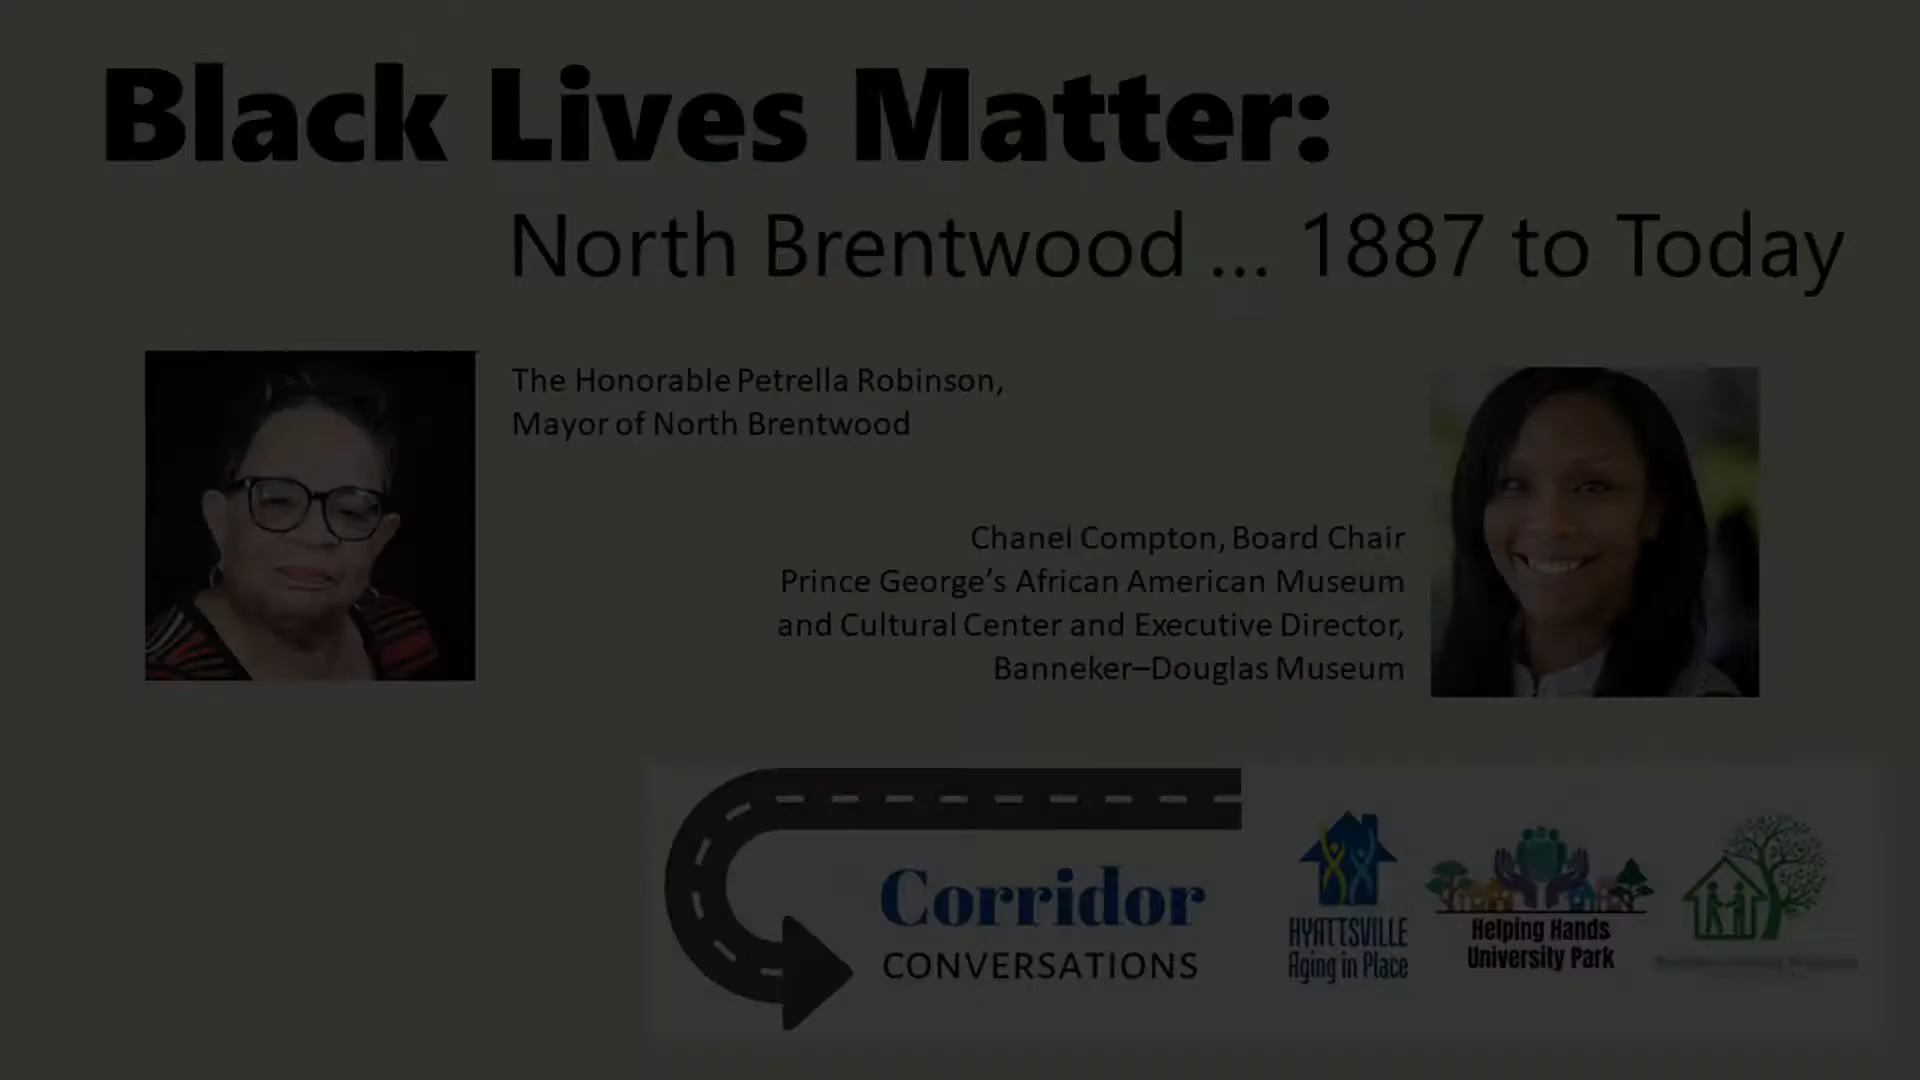 Black Lives Matter:
North Brentwood ... 1887 to Today
The Honorable Petrella Robinson,
Mayor of North Brentwood
Chanel Compton, Board Chair
Prince George’s African American Museum
and Cultural Center and Executive Director,
Banneker–Douglas Museum
Corridor
CONVERSATIONS
HYATTSVILLE
Aging in Place
Helping Hands
University Park